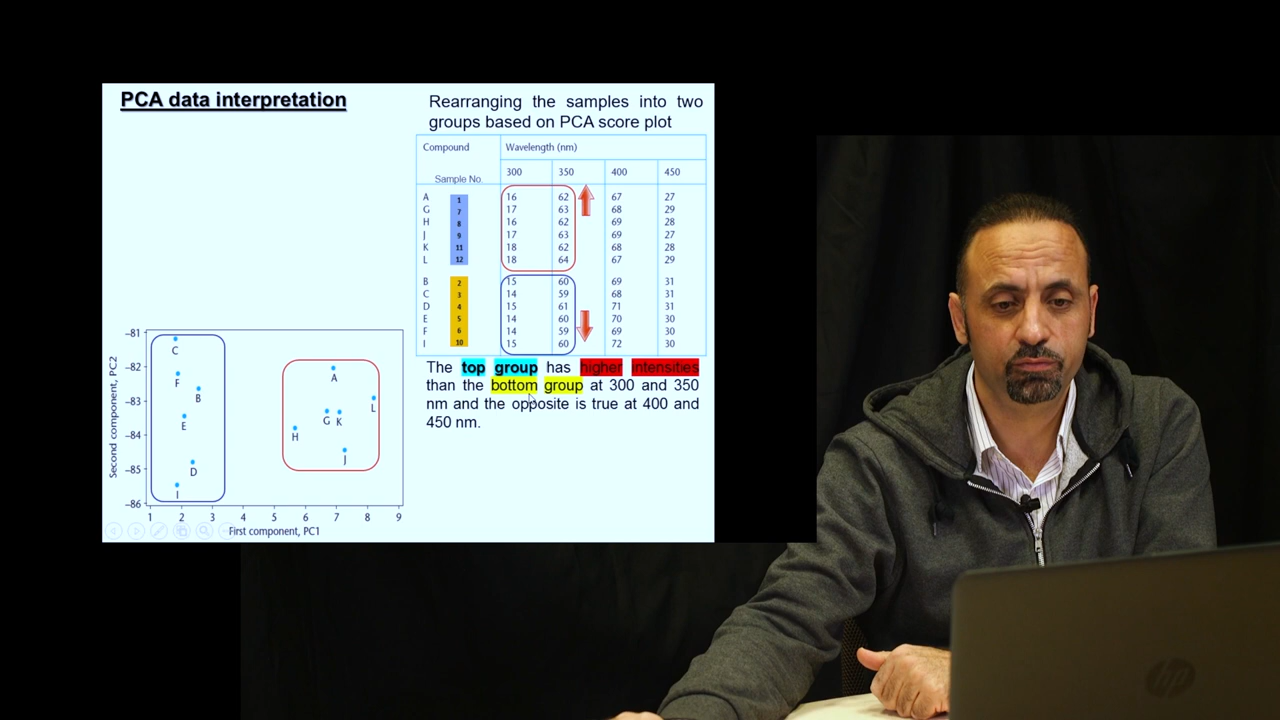 PCA data interpretation
Rearranging the samples into two
groups based on PCA score plot
Compound Wavelength (nm)
Sample No. 300 350 400 450
A 1 16 62 67 27
G 7 17 63 68 29
H 8 16 62 69 28
J 9 17 63 69 27
K 11 18 62 68 28
L 12 18 64 67 29
B 2 15 60 69 31
C 3 14 59 68 31
D 4 15 61 71 31
E 5 14 60 70 30
F 6 14 59 69 30
I 10 15 60 72 30
The top group has higher intensities
than the bottom group at 300 and 350
nm and the opposite is true at 400 and
450 nm.
Second component, PC2
–81
–82
–83
–84
–85
–86
C
F
B
E
D
I
A
L
G K
H
J
1 2 3 4 5 6 7 8 9
First component, PC1
hp